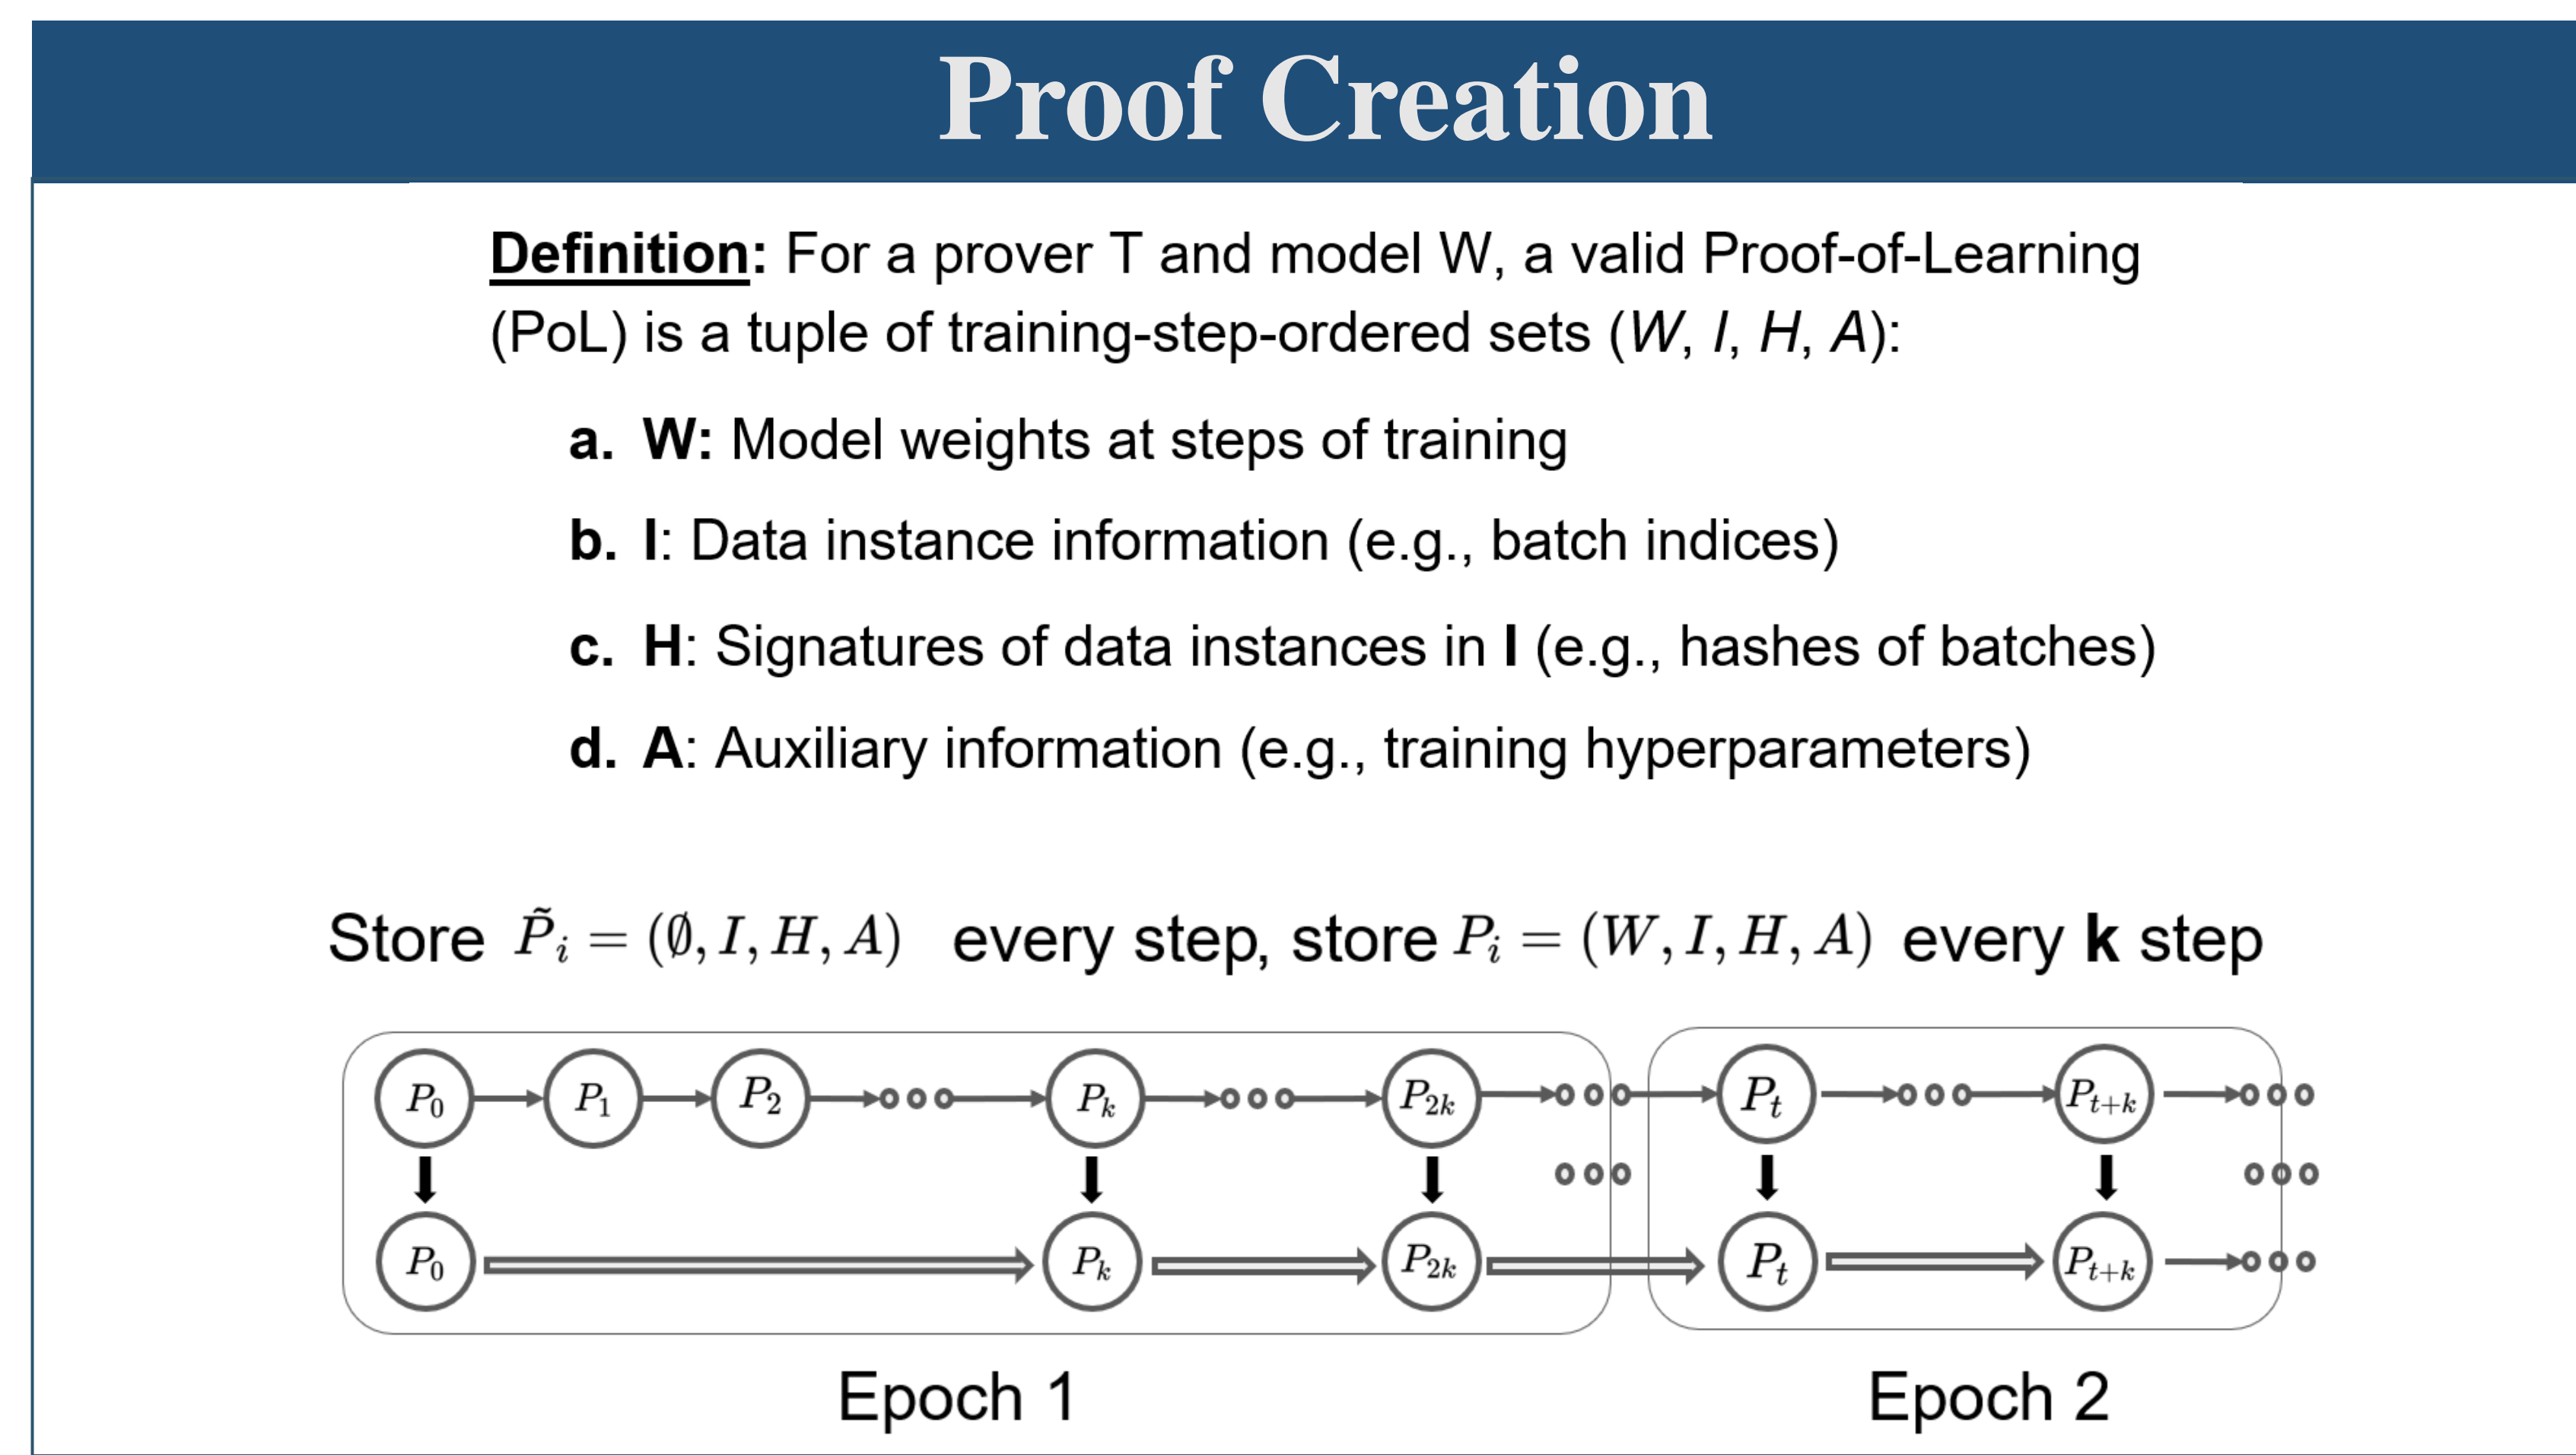 Proof Creation
Definition: For a prover T and model W, a valid Proof-of-Learning
(PoL) is a tuple of training-step-ordered sets (W, I, H, A):
a. W: Model weights at steps of training
b. I: Data instance information (e.g., batch indices)
c. H: Signatures of data instances in I (e.g., hashes of batches)
d. A: Auxiliary information (e.g., training hyperparameters)
Store P̃ᵢ = (∅, I, H, A) every step, store Pᵢ = (W, I, H, A) every k step
P₀ P₁ P₂ Pₖ P₂ₖ Pₜ Pₜ₊ₖ
P₀ Pₖ P₂ₖ Pₜ Pₜ₊ₖ
Epoch 1 Epoch 2